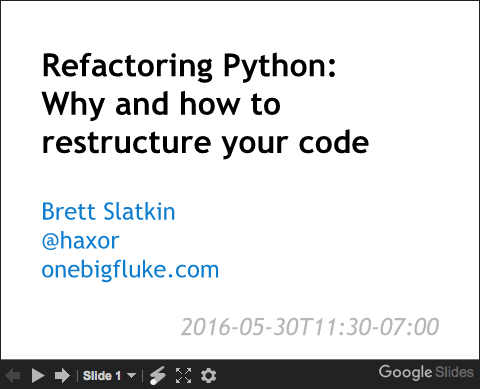 Refactoring Python:
Why and how to
restructure your code
Brett Slatkin
@haxor
onebigfluke.com
2016-05-30T11:30-07:00
Slide 1
Google Slides